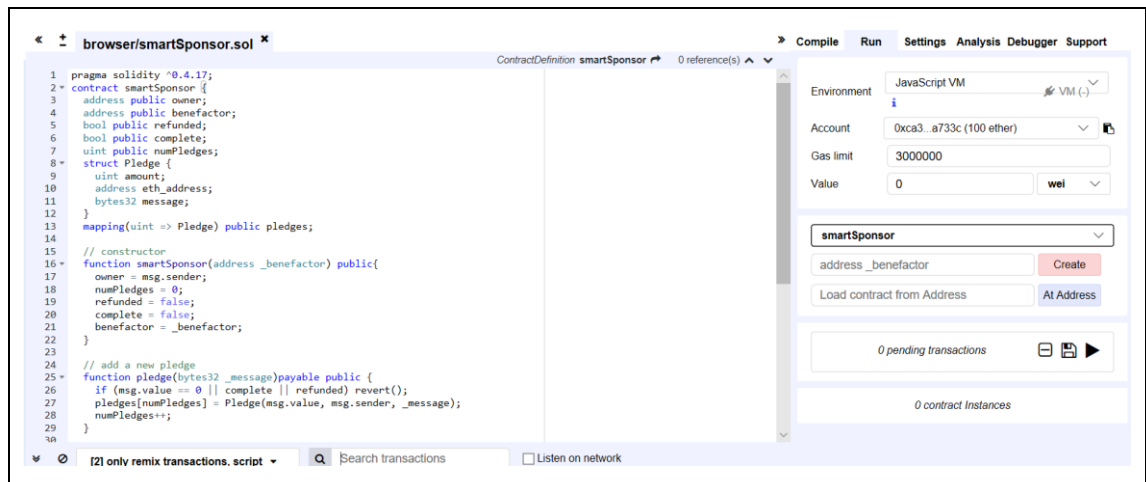 browser/smartSponsor.sol
ContractDefinition smartSponsor 0 reference(s)
1 pragma solidity ^0.4.17;
2 contract smartSponsor {
3 address public owner;
4 address public benefactor;
5 bool public refunded;
6 bool public complete;
7 uint public numPledges;
8 struct Pledge {
9 uint amount;
10 address eth_address;
11 bytes32 message;
12 }
13 mapping(uint => Pledge) public pledges;
14
15 // constructor
16 function smartSponsor(address _benefactor) public{
17 owner = msg.sender;
18 numPledges = 0;
19 refunded = false;
20 complete = false;
21 benefactor = _benefactor;
22 }
23
24 // add a new pledge
25 function pledge(bytes32 _message)payable public {
26 if (msg.value == 0 || complete || refunded) revert();
27 pledges[numPledges] = Pledge(msg.value, msg.sender, _message);
28 numPledges++;
29 }
30
[2] only remix transactions, script Search transactions Listen on network
Compile Run Settings Analysis Debugger Support
Environment JavaScript VM VM (-)
i
Account 0xca3...a733c (100 ether)
Gas limit 3000000
Value 0 wei
smartSponsor
address _benefactor Create
Load contract from Address At Address
0 pending transactions
0 contract Instances